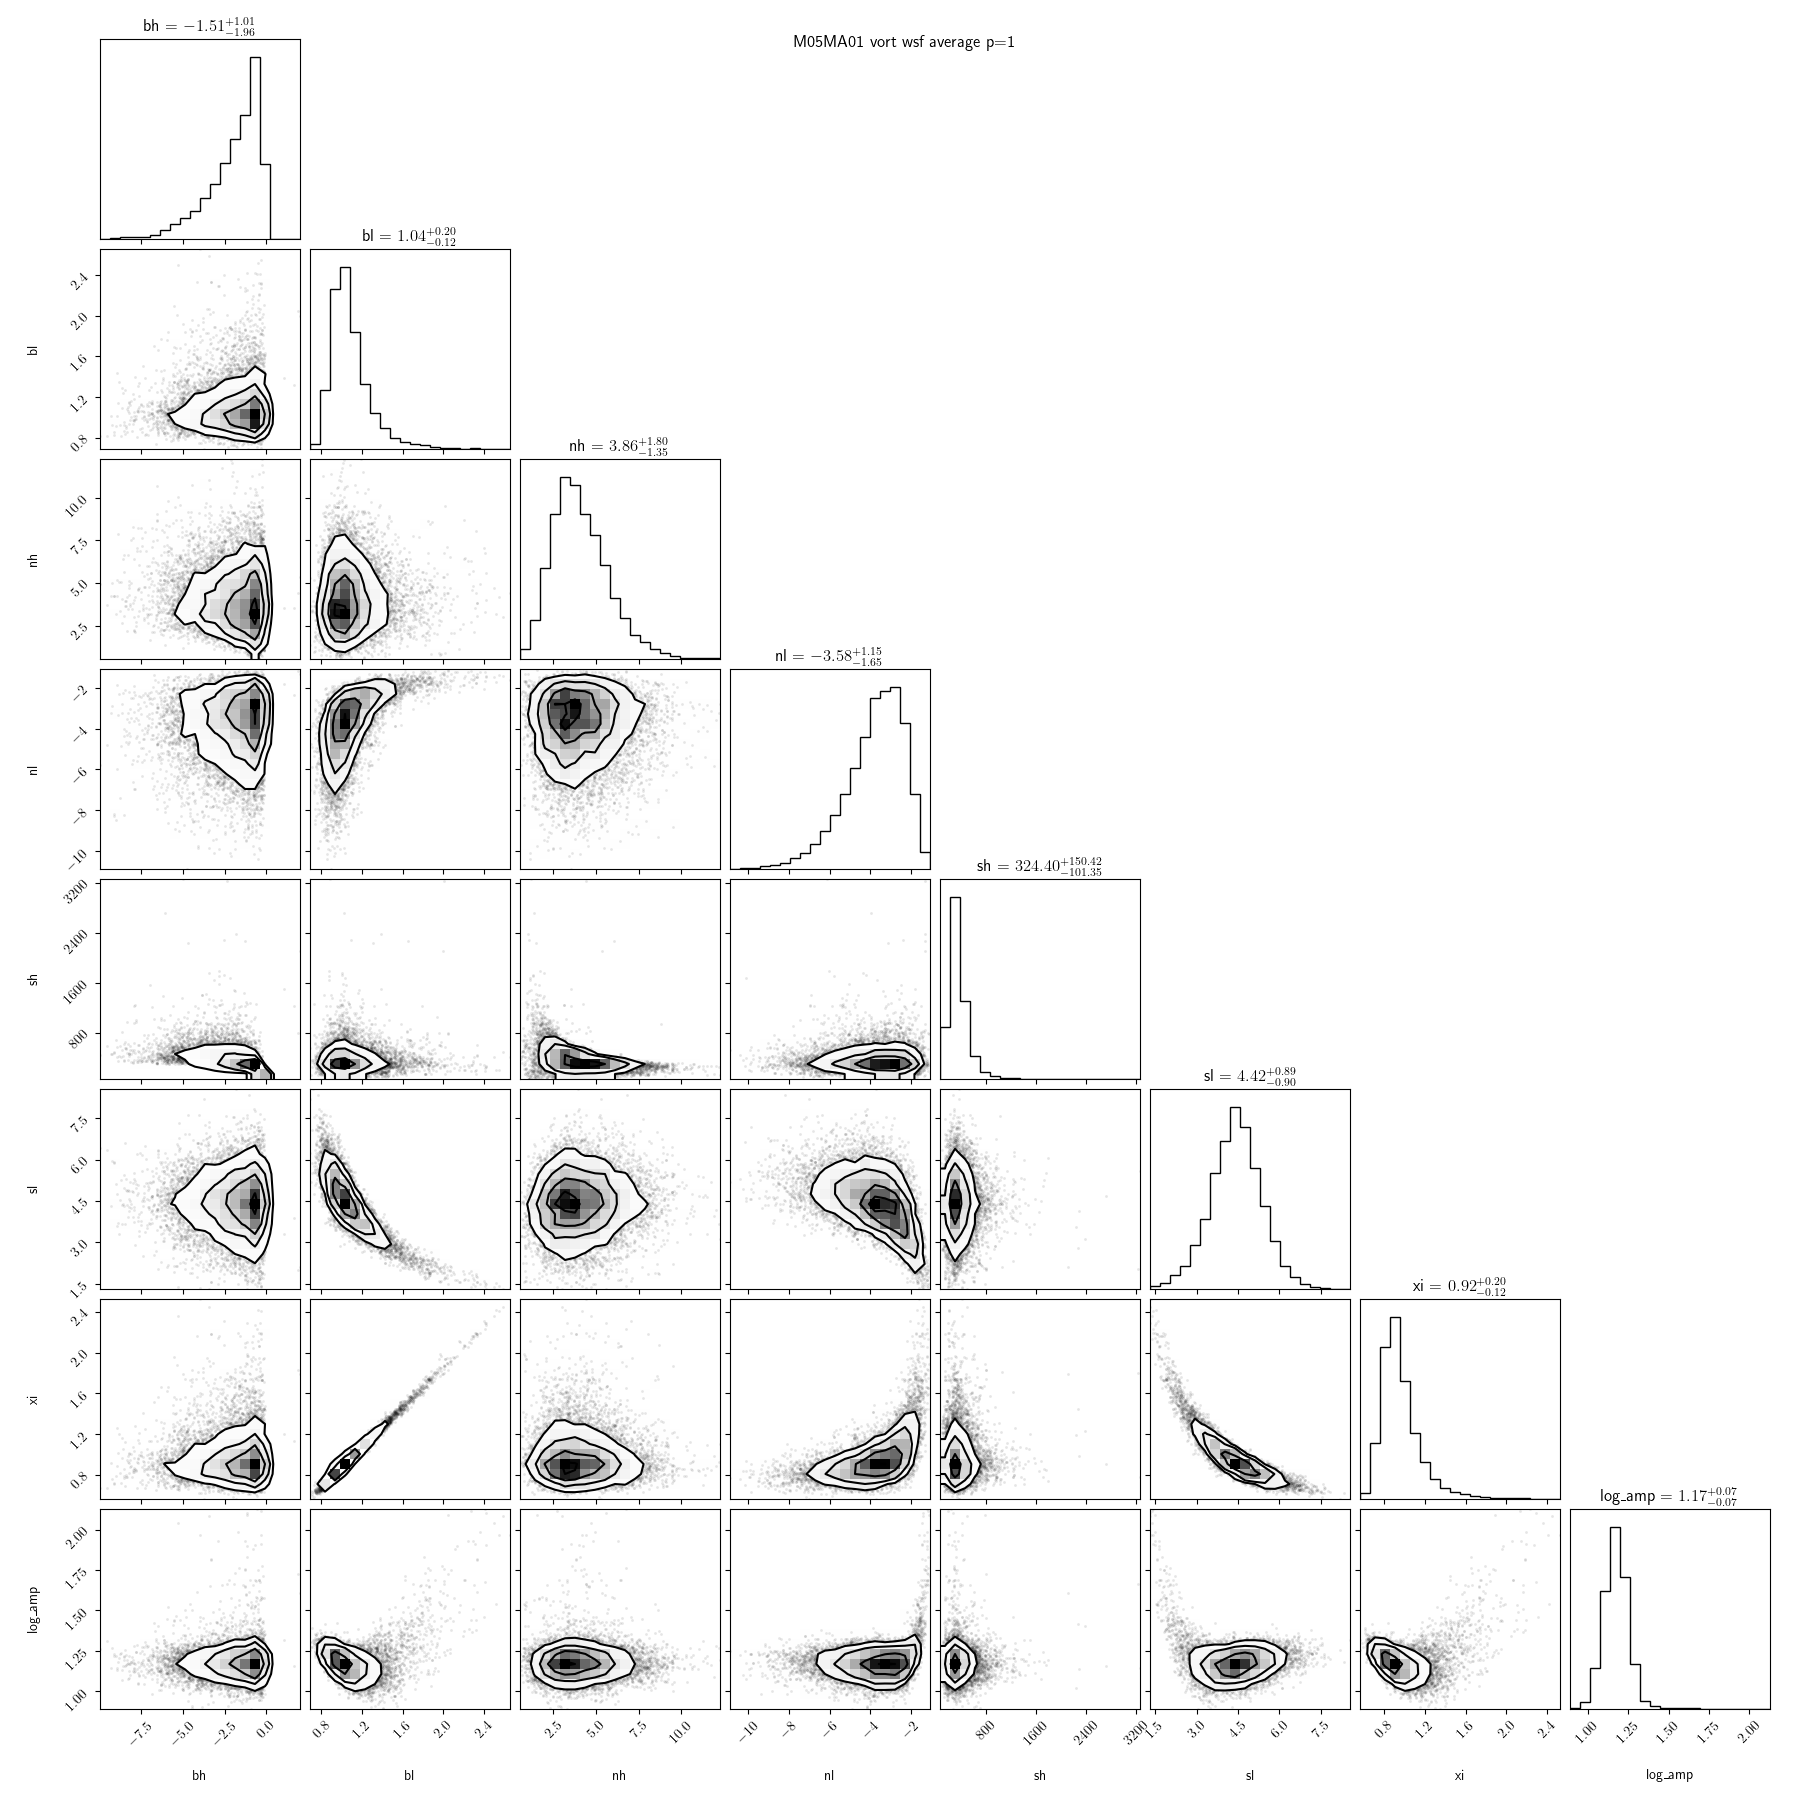 M05MA01 vort wsf average p=1
bh = −1.51 +1.01 −1.96
bl = 1.04 +0.20 −0.12
nh = 3.86 +1.80 −1.35
nl = −3.58 +1.15 −1.65
sh = 324.40 +150.42 −101.35
sl = 4.42 +0.89 −0.90
xi = 0.92 +0.20 −0.12
log_amp = 1.17 +0.07 −0.07
bl
2.4
2.0
1.6
1.2
0.8
nh
10.0
7.5
5.0
2.5
nl
−2
−4
−6
−8
−10
sh
3200
2400
1600
800
sl
7.5
6.0
4.5
3.0
1.5
xi
2.4
2.0
1.6
1.2
0.8
log_amp
2.00
1.75
1.50
1.25
1.00
−7.5 −5.0 −2.5 0.0
0.8 1.2 1.6 2.0 2.4
2.5 5.0 7.5 10.0
−10 −8 −6 −4 −2
800 1600 2400 3200
1.5 3.0 4.5 6.0 7.5
0.8 1.2 1.6 2.0 2.4
1.00 1.25 1.50 1.75 2.00
bh bl nh nl sh sl xi log_amp